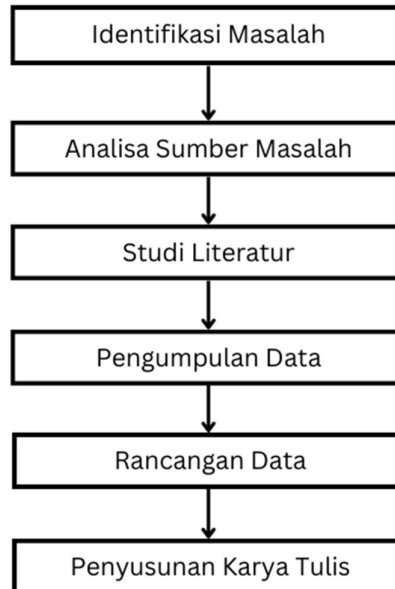 Identifikasi Masalah
Analisa Sumber Masalah
Studi Literatur
Pengumpulan Data
Rancangan Data
Penyusunan Karya Tulis